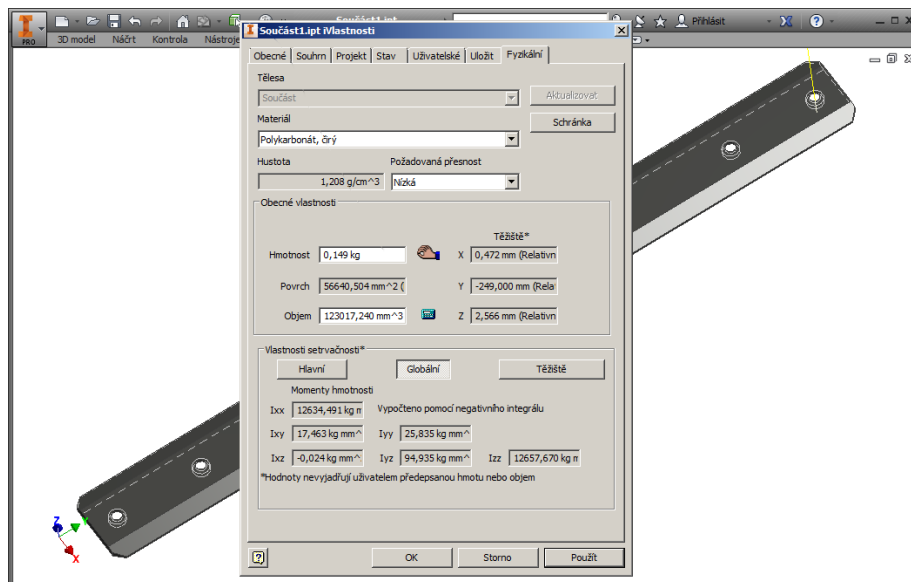 PRO
Součást1.ipt
Přihlásit
3D model Náčrt Kontrola Nástroje
Součást1.ipt iVlastnosti
Obecné Souhrn Projekt Stav Uživatelské Uložit Fyzikální
Tělesa
Součást
Aktualizovat
Materiál
Schránka
Polykarbonát, čirý
Hustota Požadovaná přesnost
1,208 g/cm^3 Nízká
Obecné vlastnosti
Těžiště*
Hmotnost 0,149 kg X 0,472 mm (Relativn
Povrch 56640,504 mm^2 ( Y -249,000 mm (Rela
Objem 123017,240 mm^3 Z 2,566 mm (Relativn
Vlastnosti setrvačnosti*
Hlavní Globální Těžiště
Momenty hmotnosti
Ixx 12634,491 kg m Vypočteno pomocí negativního integrálu
Ixy 17,463 kg mm^ Iyy 25,835 kg mm^
Ixz -0,024 kg mm^ Iyz 94,935 kg mm^ Izz 12657,670 kg m
*Hodnoty nevyjadřují uživatelem předepsanou hmotu nebo objem
Z Y
X
OK Storno Použít